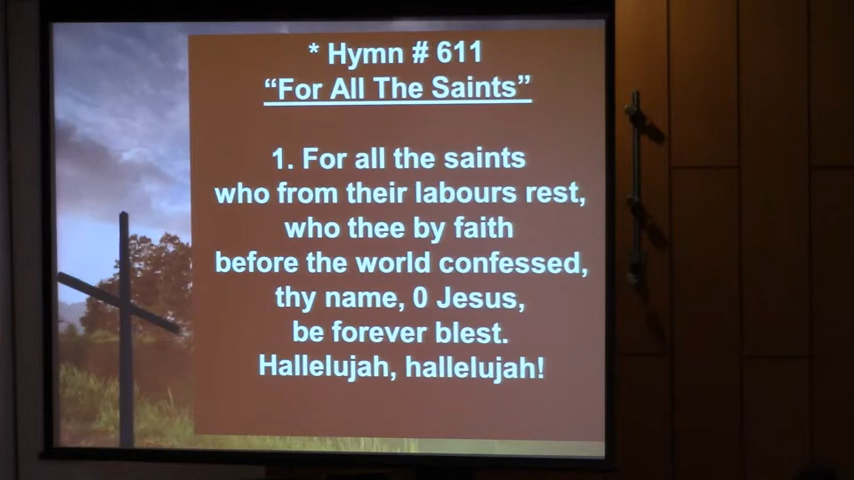 * Hymn # 611
“For All The Saints”
1. For all the saints
who from their labours rest,
who thee by faith
before the world confessed,
thy name, 0 Jesus,
be forever blest.
Hallelujah, hallelujah!